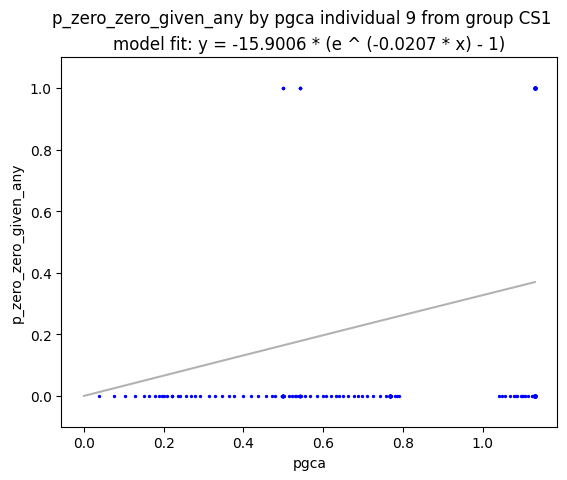 p_zero_zero_given_any by pgca individual 9 from group CS1
model fit: y = -15.9006 * (e ^ (-0.0207 * x) - 1)
1.0
0.8
0.6
0.4
0.2
0.0
p_zero_zero_given_any
0.0 0.2 0.4 0.6 0.8 1.0
pgca